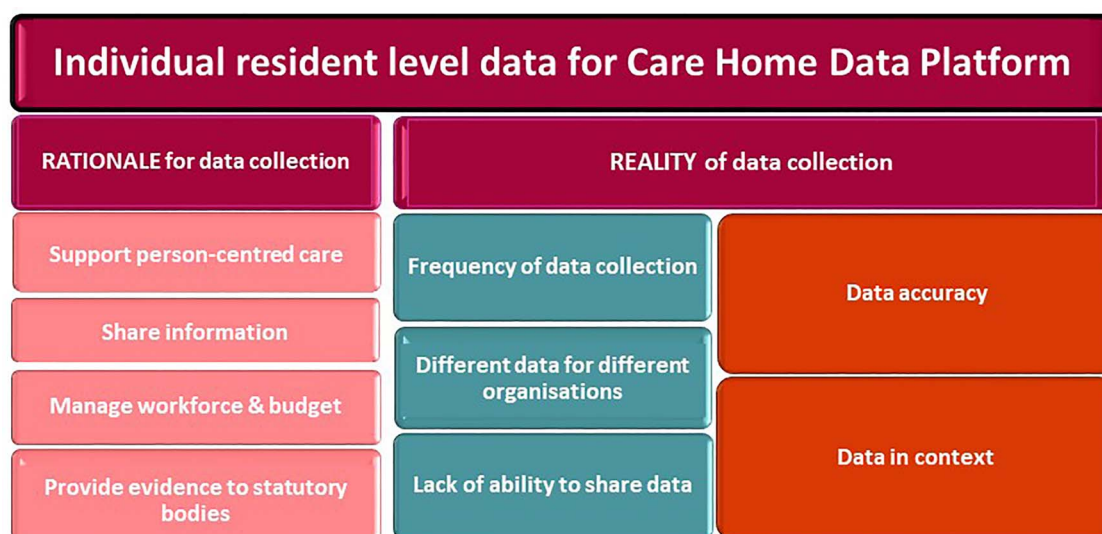 Individual resident level data for Care Home Data Platform
RATIONALE for data collection
REALITY of data collection
Support person-centred care
Share information
Manage workforce & budget
Provide evidence to statutory
bodies
Frequency of data collection
Different data for different
organisations
Lack of ability to share data
Data accuracy
Data in context